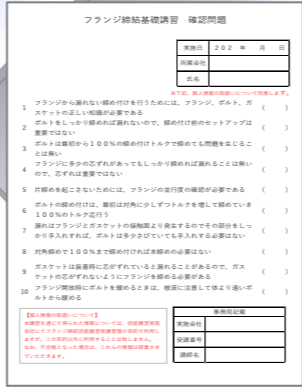 フランジ締結基礎講習　確認問題
実施日 ２０２　年　月　日
所属会社
氏名
※下記、個人情報の取扱いについて同意します。
1 フランジから漏れない締め付けを行うためには、フランジ、ボルト、ガ
スケットの正しい知識が必要である （　）
2 ボルトをしっかり締めれば漏れないので、締め付け前のセットアップは
重要ではない （　）
3 ボルトは最初から１００％の締め付けトルクで締めても問題を生じるこ
とは無い （　）
4 フランジに多少の芯ずれがあってもしっかり締めれば漏れることは無い
ので、芯ずれは重要ではない （　）
5 片締めを起こさないためには、フランジの並行度の確認が必要である （　）
6 ボルトの締め付けは、最初は対角に少しずつトルクを増して締めていき
１００％のトルク応行う （　）
7 漏れはフランジとガスケットの接触面より発生するのでその部分をしっ
かり手入れすれば、ボルトは多少さびていても手入れする必要はない （　）
8 対角締めで１００％まで締め付ければ本締めの必要はない （　）
9 ガスケットは装着時に芯がずれていると漏れることがあるので、ガス
ケットの芯がずれないようにフランジを締める必要がある （　）
10 フランジ開放時にボルトを緩めるときは、被液に注意して体より遠いボ
ルトから緩める （　）
【個人情報の取扱いについて】
事務局記載
実施会社
受講番号
講師名